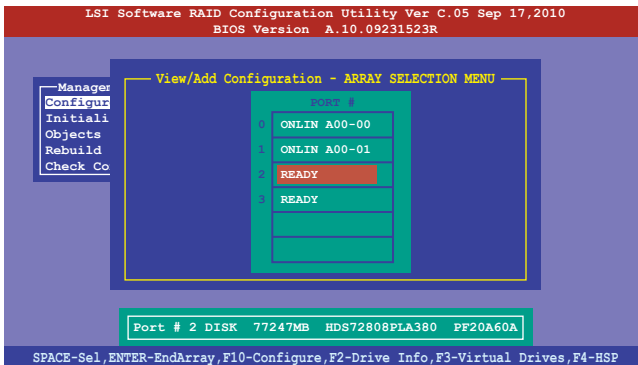 LSI Software RAID Configuration Utility Ver C.05 Sep 17,2010
BIOS Version A.10.09231523R
View/Add Configuration - ARRAY SELECTION MENU
Managem
Configur
Initiali
Objects
Rebuild
Check Co
PORT #
0 ONLIN A00-00
1 ONLIN A00-01
2 READY
3 READY
Port # 2 DISK 77247MB HDS72808PLA380 PF20A60A
SPACE-Sel,ENTER-EndArray,F10-Configure,F2-Drive Info,F3-Virtual Drives,F4-HSP